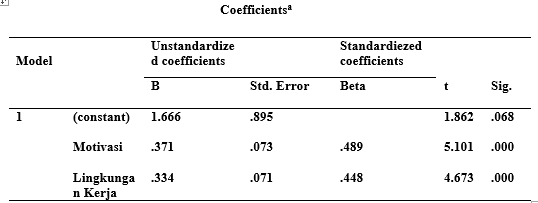 Coefficientsa
Unstandardize Standardiezed
Model d coefficients coefficients
B Std. Error Beta t Sig.
1 (constant) 1.666 .895 1.862 .068
Motivasi .371 .073 .489 5.101 .000
Lingkunga .334 .071 .448 4.673 .000
n Kerja